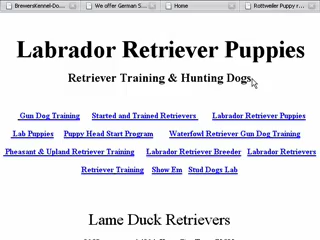 BrewersKennel-Do... We offer German S... Home Rottweiler Puppy r...
Labrador Retriever Puppies
Retriever Training & Hunting Dogs
Gun Dog Training Started and Trained Retrievers Labrador Retriever Puppies
Lab Puppies Puppy Head Start Program Waterfowl Retriever Gun Dog Training
Pheasant & Upland Retriever Training Labrador Retriever Breeder Labrador Retrievers
Retriever Training Show Em Stud Dogs Lab
Lame Duck Retrievers